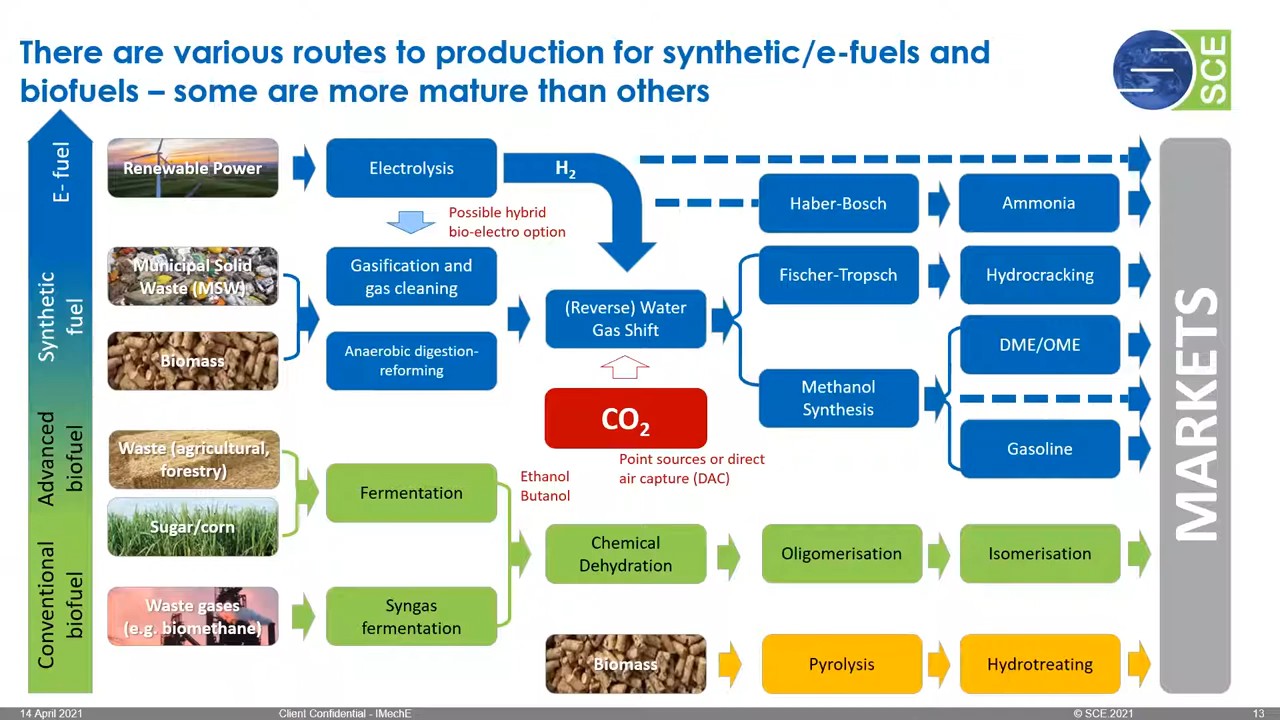 There are various routes to production for synthetic/e-fuels and
biofuels – some are more mature than others
SCE
E- fuel
Synthetic
fuel
Advanced
biofuel
Conventional
biofuel
Renewable Power
Electrolysis
H2
Possible hybrid
bio-electro option
Haber-Bosch
Ammonia
Municipal Solid
Waste (MSW)
Gasification and
gas cleaning
Fischer-Tropsch
Hydrocracking
(Reverse) Water
Gas Shift
Biomass
Anaerobic digestion-
reforming
DME/OME
Methanol
Synthesis
CO2
Gasoline
Point sources or direct
air capture (DAC)
Waste (agricultural,
forestry)
Sugar/corn
Fermentation
Ethanol
Butanol
Chemical
Dehydration
Oligomerisation
Isomerisation
Waste gases
(e.g. biomethane)
Syngas
fermentation
Biomass
Pyrolysis
Hydrotreating
MARKETS
14 April 2021
Client Confidential - IMechE
© SCE 2021
13